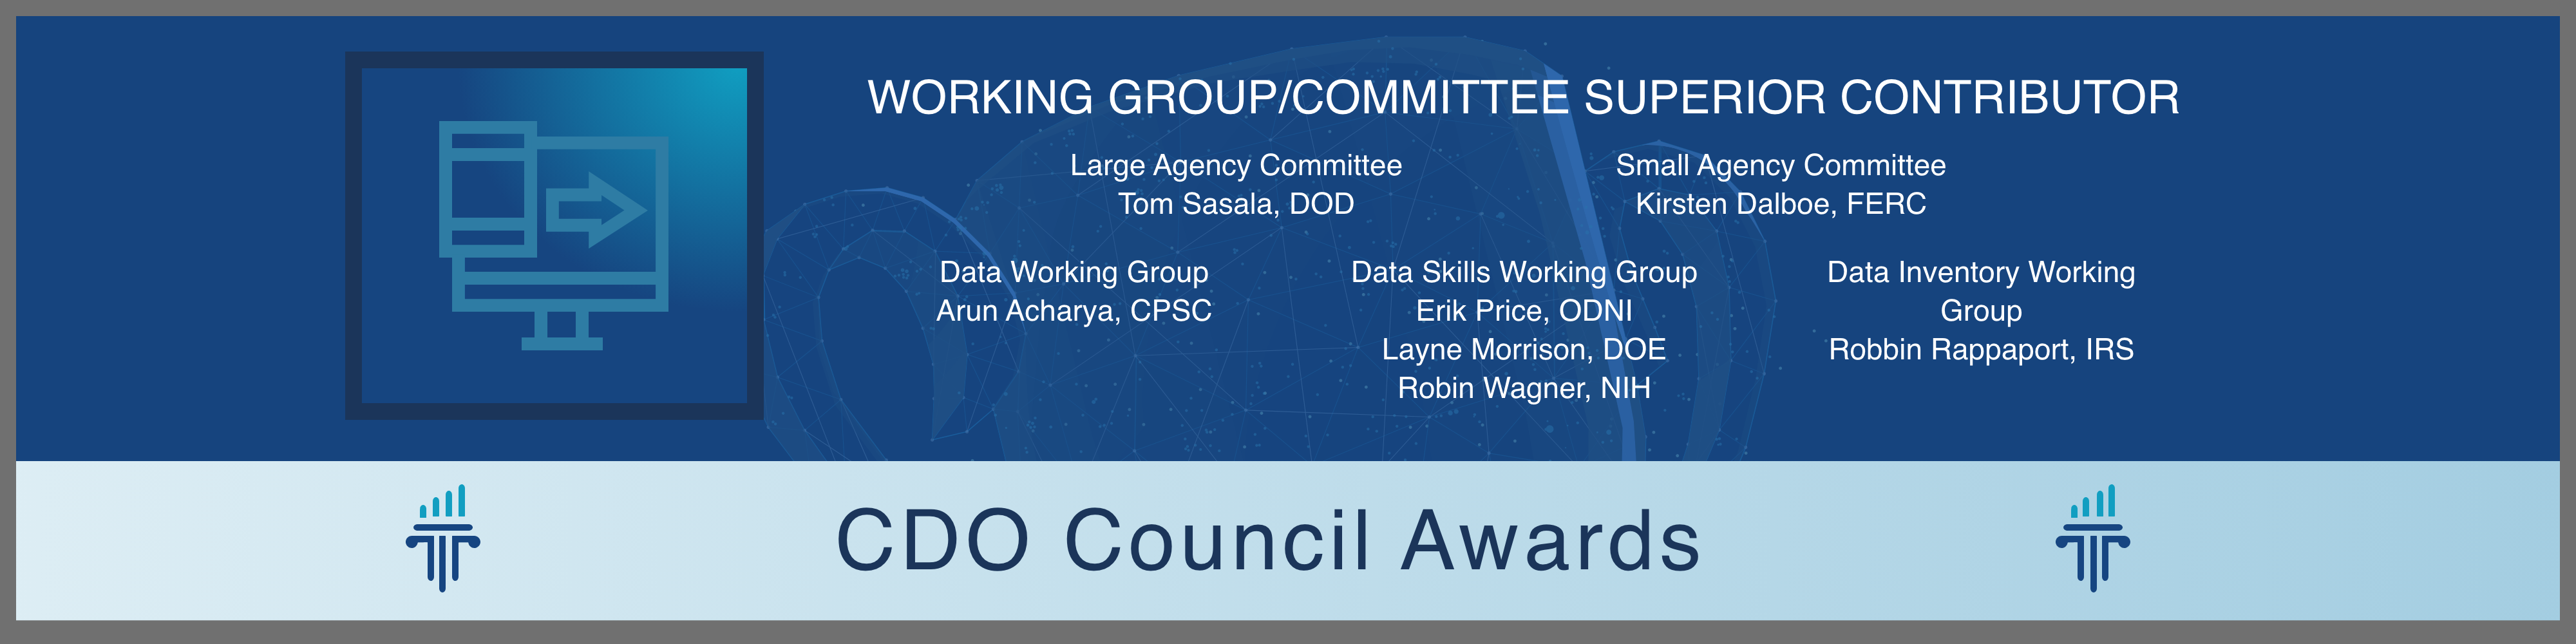 WORKING GROUP/COMMITTEE SUPERIOR CONTRIBUTOR
Large Agency Committee
Tom Sasala, DOD
Small Agency Committee
Kirsten Dalboe, FERC
Data Working Group
Arun Acharya, CPSC
Data Skills Working Group
Erik Price, ODNI
Layne Morrison, DOE
Robin Wagner, NIH
Data Inventory Working
Group
Robbin Rappaport, IRS
CDO Council Awards